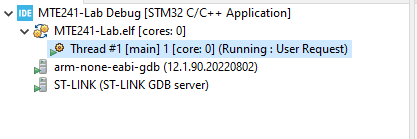 IDE MTE241-Lab Debug [STM32 C/C++ Application]
MTE241-Lab.elf [cores: 0]
Thread #1 [main] 1 [core: 0] (Running : User Request)
arm-none-eabi-gdb (12.1.90.20220802)
ST-LINK (ST-LINK GDB server)